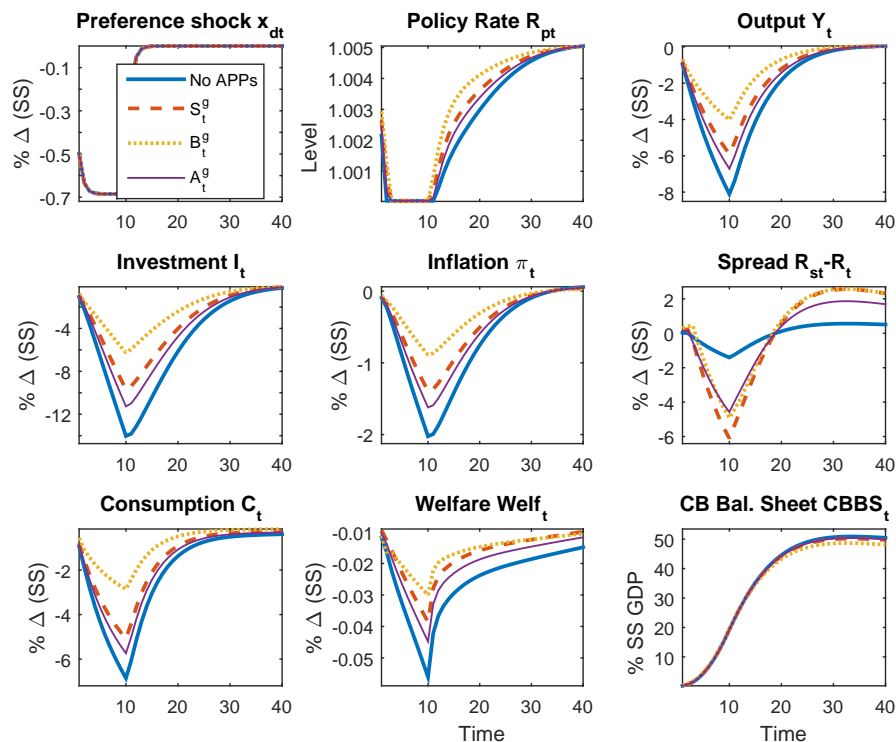 Preference shock x_dt
Policy Rate R_pt
Output Y_t
% Δ (SS)
-0.1
-0.3
-0.5
-0.7
10 20 30 40
No APPs
S_t^g
B_t^g
A_t^g
Level
1.005
1.003
1.002
1.001
10 20 30 40
% Δ (SS)
0
-2
-4
-6
-8
10 20 30 40
Investment I_t
Inflation π_t
Spread R_st-R_t
% Δ (SS)
-4
-8
-12
10 20 30 40
% Δ (SS)
0
-1
-2
10 20 30 40
% Δ (SS)
2
0
-2
-4
-6
10 20 30 40
Consumption C_t
Welfare Welf_t
CB Bal. Sheet CBBS_t
% Δ (SS)
-2
-4
-6
10 20 30 40
% Δ (SS)
-0.01
-0.02
-0.03
-0.04
-0.05
10 20 30 40
Time
% SS GDP
50
40
30
20
10
10 20 30 40
Time